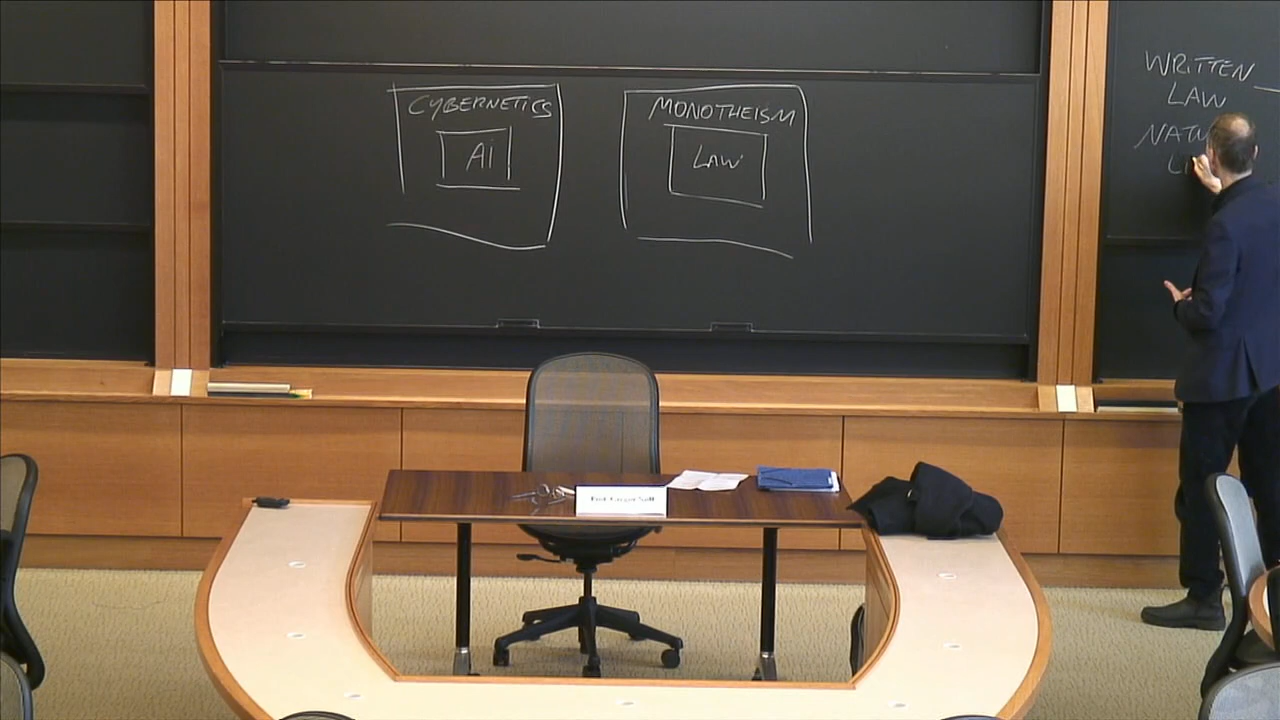 CYBERNETICS
AI
MONOTHEISM
LAW
WRITTEN
LAW